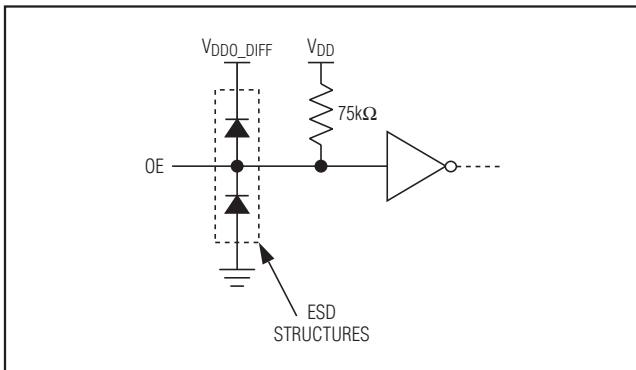 VDDO_DIFF
VDD
75kΩ
OE
ESD
STRUCTURES